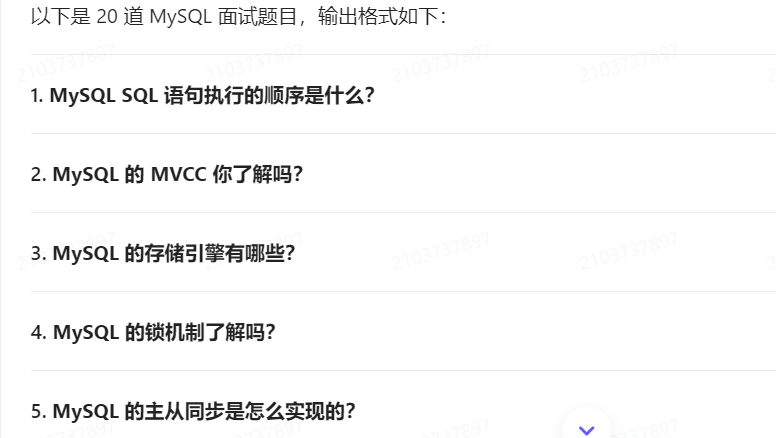 以下是 20 道 MySQL 面试题目，输出格式如下：
1. MySQL SQL 语句执行的顺序是什么？
2. MySQL 的 MVCC 你了解吗？
2103737897
2103737897
2103737897
2103737897
3. MySQL 的存储引擎有哪些？
2103737897
2103737897
2103737897
2103737897
4. MySQL 的锁机制了解吗？
5. MySQL 的主从同步是怎么实现的？